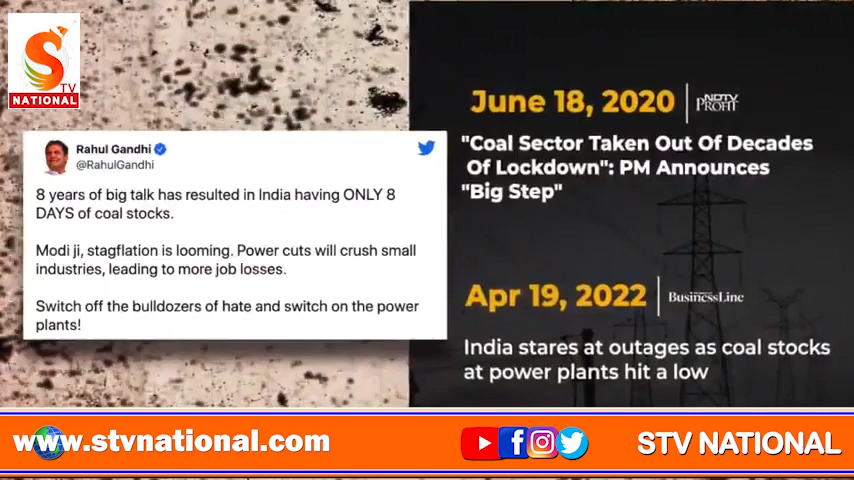 S
TV
NATIONAL
Rahul Gandhi
@RahulGandhi
8 years of big talk has resulted in India having ONLY 8
DAYS of coal stocks.
Modi ji, stagflation is looming. Power cuts will crush small
industries, leading to more job losses.
Switch off the bulldozers of hate and switch on the power
plants!
June 18, 2020
NDTV
PROFIT
"Coal Sector Taken Out Of Decades
Of Lockdown": PM Announces
"Big Step"
Apr 19, 2022
BusinessLine
India stares at outages as coal stocks
at power plants hit a low
www.stvnational.com
STV NATIONAL